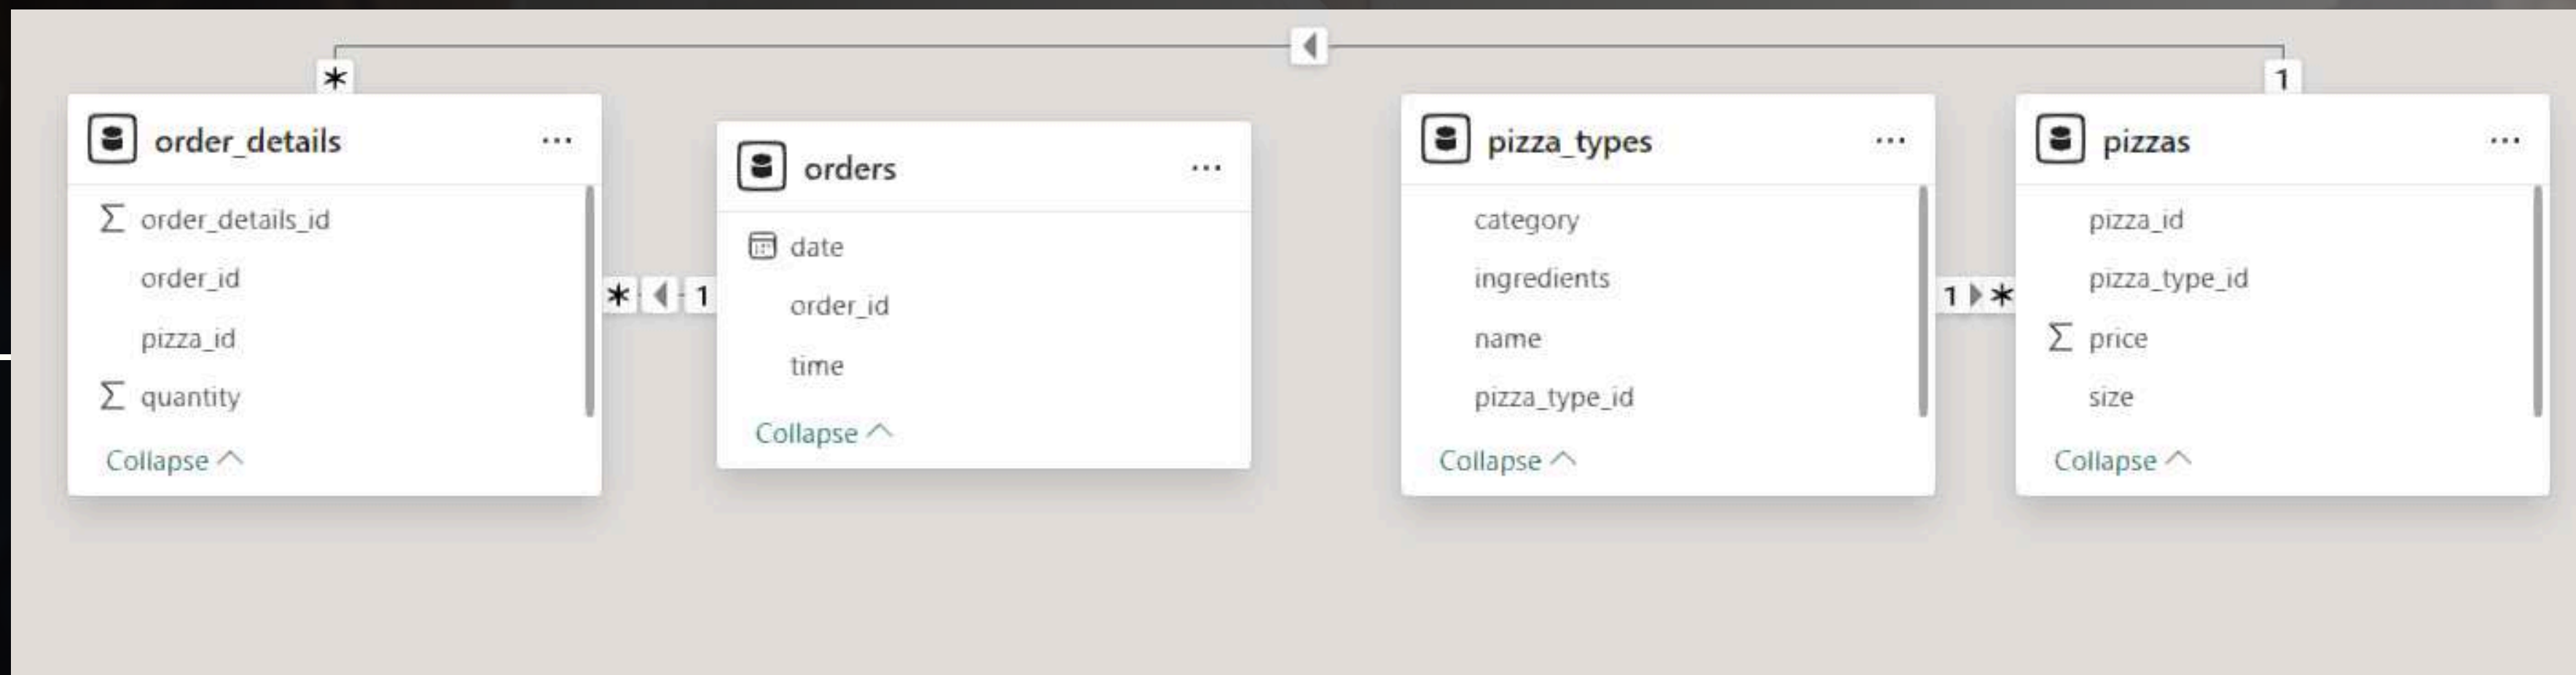 *
1
order_details
...
Σ order_details_id
order_id
pizza_id
Σ quantity
Collapse
* 1
orders
...
date
order_id
time
Collapse
pizza_types
...
category
ingredients
name
pizza_type_id
Collapse
1 *
pizzas
...
pizza_id
pizza_type_id
Σ price
size
Collapse